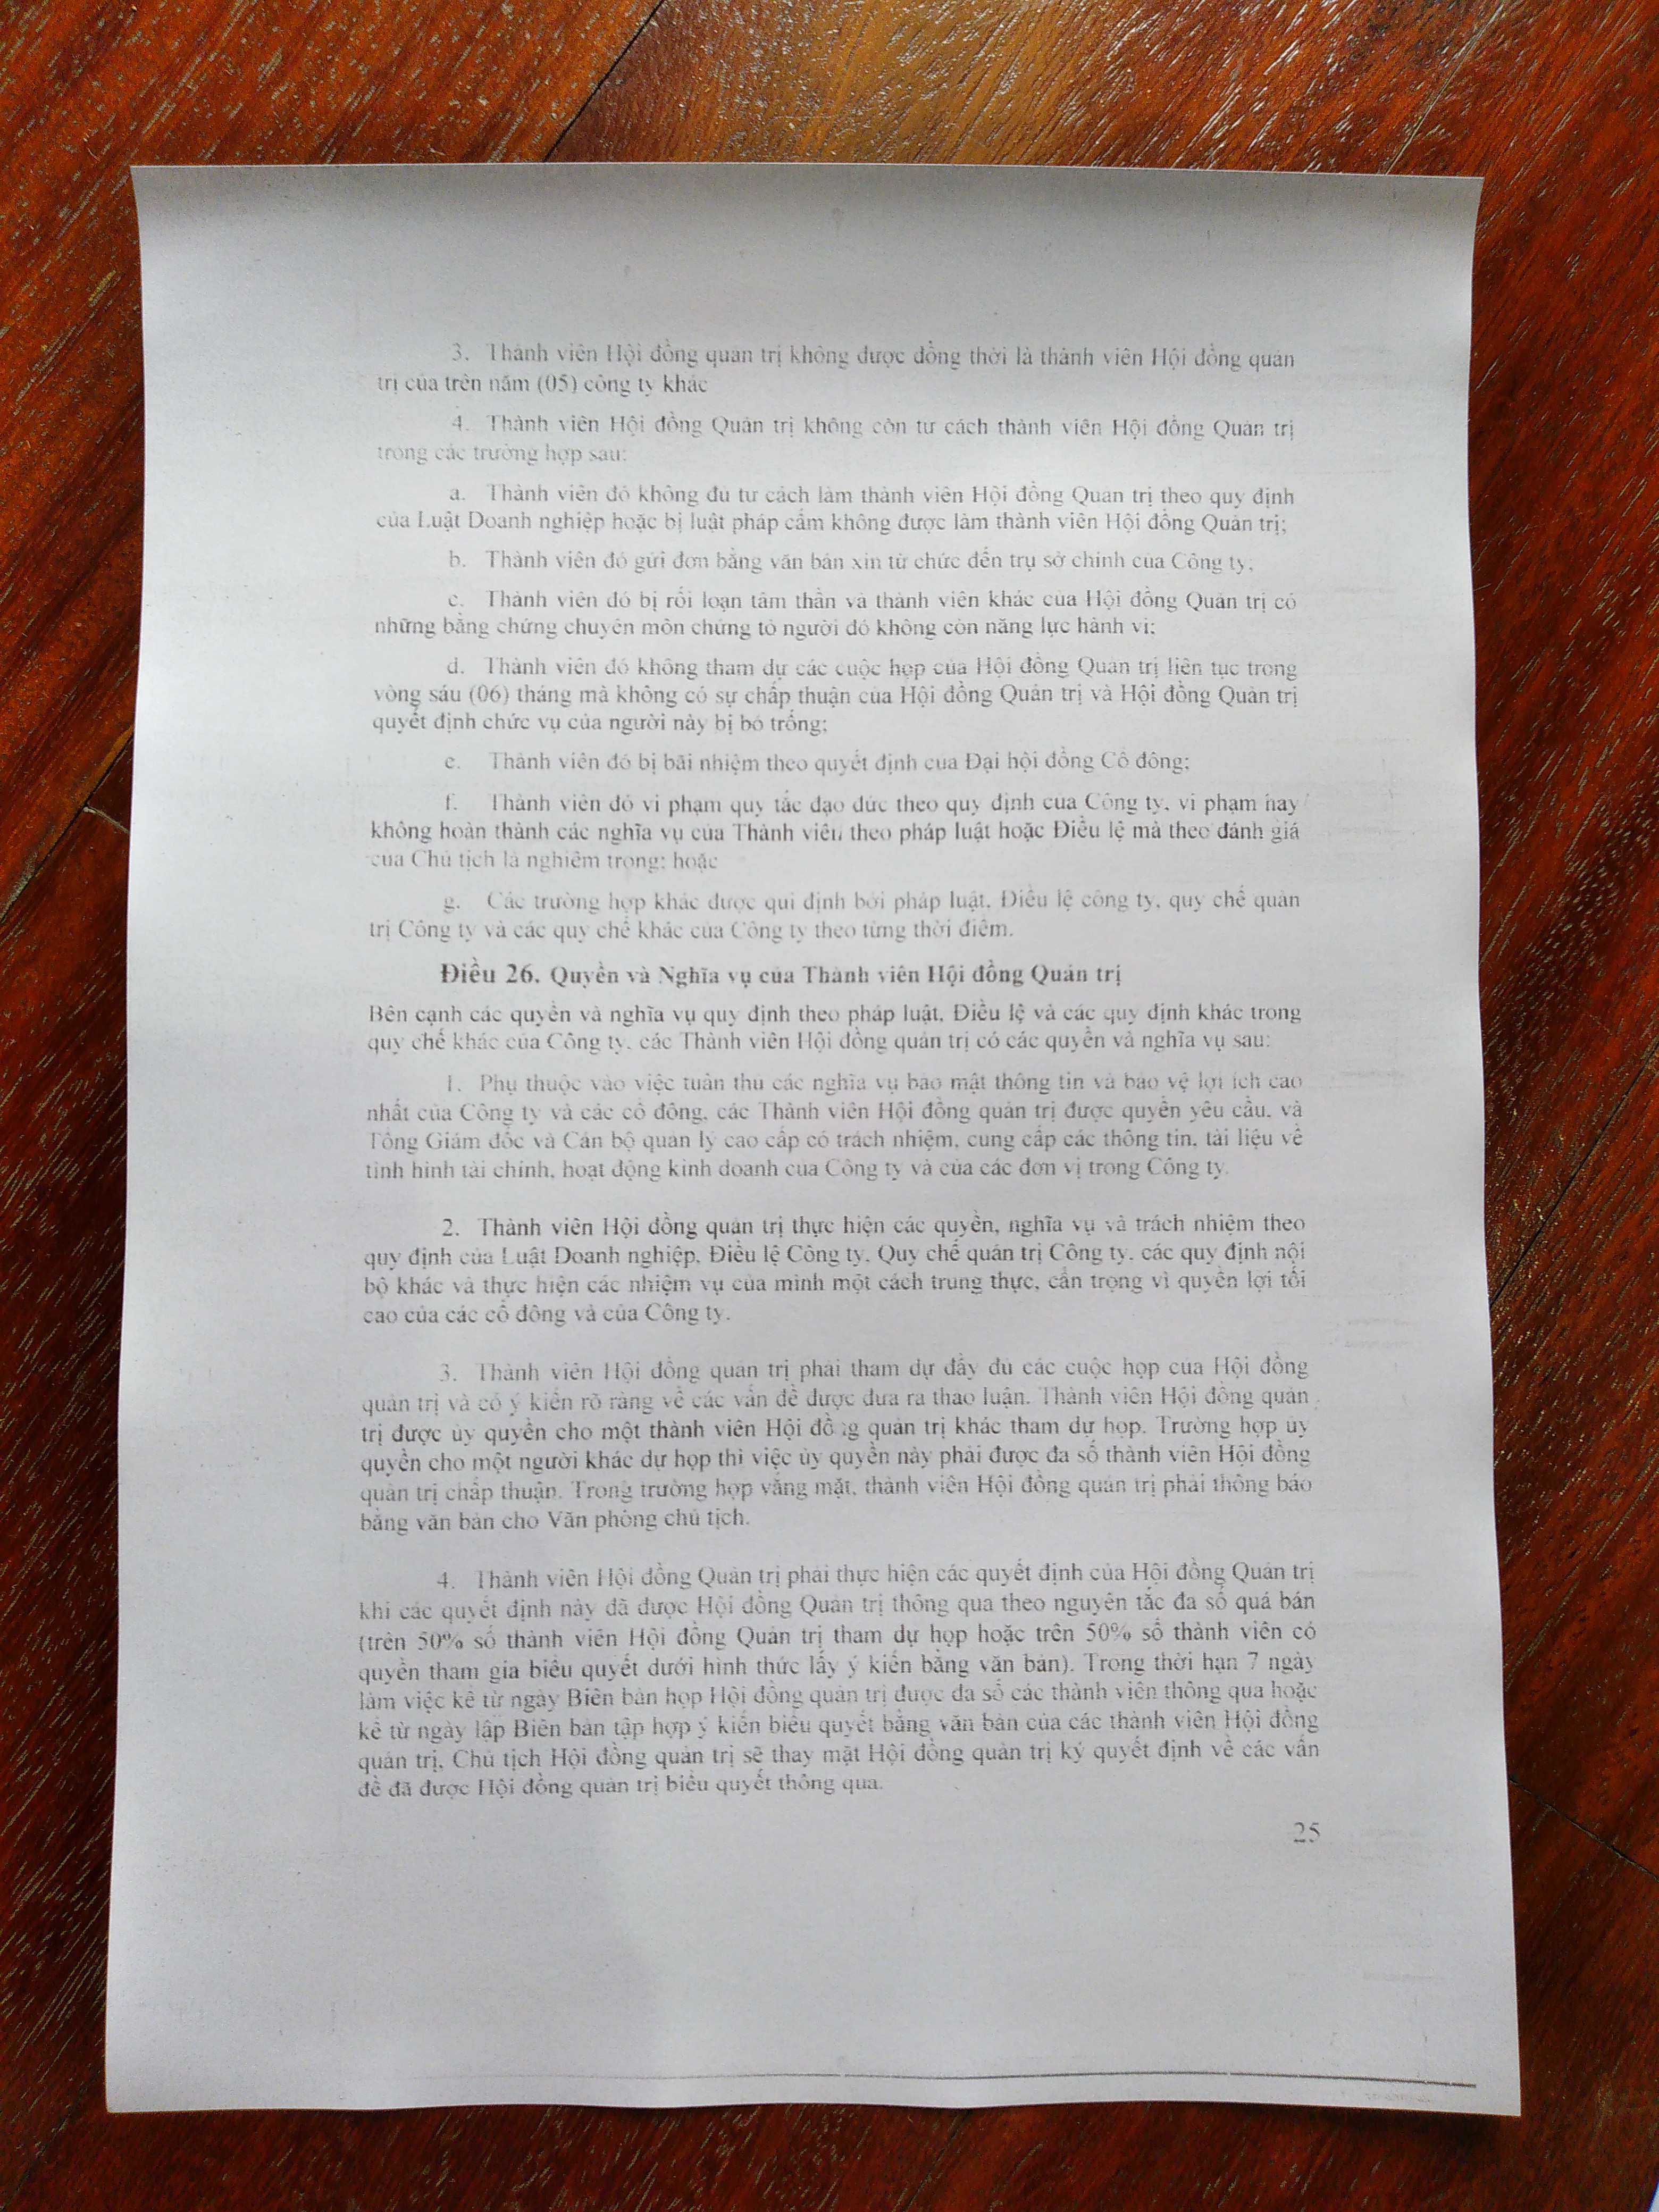 3. Thành viên Hội đồng quản trị không được đồng thời là thành viên Hội đồng quản
trị của trên năm (05) công ty khác
4. Thành viên Hội đồng Quản trị không còn tư cách thành viên Hội đồng Quản trị
trong các trường hợp sau:
a. Thành viên đó không đủ tư cách làm thành viên Hội đồng Quản trị theo quy định
của Luật Doanh nghiệp hoặc bị luật pháp cấm không được làm thành viên Hội đồng Quản trị;
b. Thành viên đó gửi đơn bằng văn bản xin từ chức đến trụ sở chính của Công ty;
c. Thành viên đó bị rối loạn tâm thần và thành viên khác của Hội đồng Quản trị có
những bằng chứng chuyên môn chứng tỏ người đó không còn năng lực hành vi;
d. Thành viên đó không tham dự các cuộc họp của Hội đồng Quản trị liên tục trong
vòng sáu (06) tháng mà không có sự chấp thuận của Hội đồng Quản trị và Hội đồng Quản trị
quyết định chức vụ của người này bị bỏ trống;
e. Thành viên đó bị bãi nhiệm theo quyết định của Đại hội đồng Cổ đông;
f. Thành viên đó vi phạm quy tắc đạo đức theo quy định của Công ty, vi phạm hay
không hoàn thành các nghĩa vụ của Thành viên theo pháp luật hoặc Điều lệ mà theo đánh giá
của Chủ tịch là nghiêm trọng; hoặc
g. Các trường hợp khác được qui định bởi pháp luật, Điều lệ công ty, quy chế quản
trị Công ty và các quy chế khác của Công ty theo từng thời điểm.
Điều 26. Quyền và Nghĩa vụ của Thành viên Hội đồng Quản trị
Bên cạnh các quyền và nghĩa vụ quy định theo pháp luật, Điều lệ và các quy định khác trong
quy chế khác của Công ty, các Thành viên Hội đồng quản trị có các quyền và nghĩa vụ sau:
1. Phụ thuộc vào việc tuân thủ các nghĩa vụ bảo mật thông tin và bảo vệ lợi ích cao
nhất của Công ty và các cổ đông, các Thành viên Hội đồng quản trị được quyền yêu cầu, và
Tổng Giám đốc và Cán bộ quản lý cao cấp có trách nhiệm, cung cấp các thông tin, tài liệu về
tình hình tài chính, hoạt động kinh doanh của Công ty và của các đơn vị trong Công ty.
2. Thành viên Hội đồng quản trị thực hiện các quyền, nghĩa vụ và trách nhiệm theo
quy định của Luật Doanh nghiệp, Điều lệ Công ty, Quy chế quản trị Công ty, các quy định nội
bộ khác và thực hiện các nhiệm vụ của mình một cách trung thực, cẩn trọng vì quyền lợi tối
cao của các cổ đông và của Công ty.
3. Thành viên Hội đồng quản trị phải tham dự đầy đủ các cuộc họp của Hội đồng
quản trị và có ý kiến rõ ràng về các vấn đề được đưa ra thảo luận. Thành viên Hội đồng quản
trị được ủy quyền cho một thành viên Hội đồng quản trị khác tham dự họp. Trường hợp ủy
quyền cho một người khác dự họp thì việc ủy quyền này phải được đa số thành viên Hội đồng
quản trị chấp thuận. Trong trường hợp vắng mặt, thành viên Hội đồng quản trị phải thông báo
bằng văn bản cho Văn phòng chủ tịch.
4. Thành viên Hội đồng Quản trị phải thực hiện các quyết định của Hội đồng Quản trị
khi các quyết định này đã được Hội đồng Quản trị thông qua theo nguyên tắc đa số quá bán
(trên 50% số thành viên Hội đồng Quản trị tham dự họp hoặc trên 50% số thành viên có
quyền tham gia biểu quyết dưới hình thức lấy ý kiến bằng văn bản). Trong thời hạn 7 ngày
làm việc kể từ ngày Biên bản họp Hội đồng quản trị được đa số các thành viên thông qua hoặc
kể từ ngày lập Biên bản tập hợp ý kiến biểu quyết bằng văn bản của các thành viên Hội đồng
quản trị, Chủ tịch Hội đồng quản trị sẽ thay mặt Hội đồng quản trị ký quyết định về các vấn
đề đã được Hội đồng quản trị biểu quyết thông qua.
25